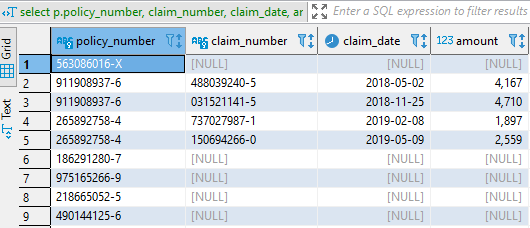 select p.policy_number, claim_number, claim_date, ar
Enter a SQL expression to filter results
Grid
Text
ABC policy_number ABC claim_number claim_date 123 amount
1 563086016-X [NULL] [NULL] [NULL]
2 911908937-6 488039240-5 2018-05-02 4,167
3 911908937-6 031521141-5 2018-11-25 4,710
4 265892758-4 737027987-1 2019-02-08 1,897
5 265892758-4 150694266-0 2019-05-09 2,559
6 186291280-7 [NULL] [NULL] [NULL]
7 975165266-9 [NULL] [NULL] [NULL]
8 218665052-5 [NULL] [NULL] [NULL]
9 490144125-6 [NULL] [NULL] [NULL]